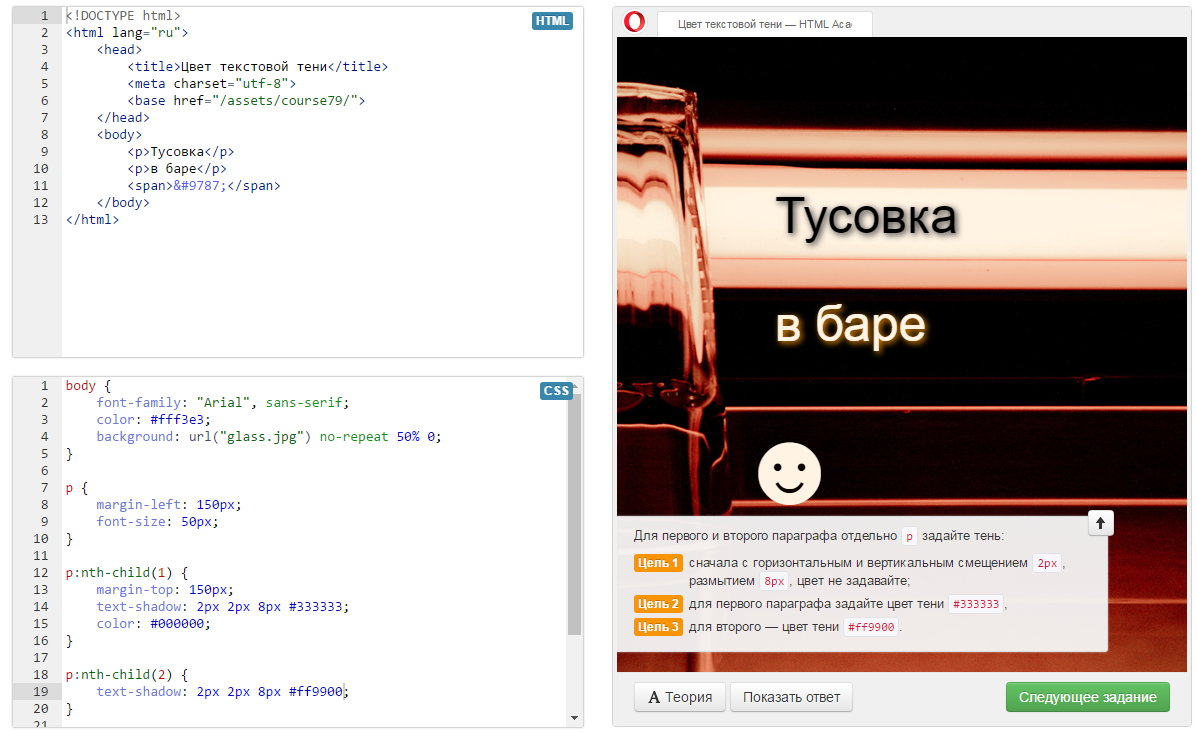 1 <!DOCTYPE html>
HTML
2 <html lang="ru">
3     <head>
4         <title>Цвет текстовой тени</title>
5         <meta charset="utf-8">
6         <base href="/assets/course79/">
7     </head>
8     <body>
9         <p>Тусовка</p>
10         <p>в баре</p>
11         <span>&#9787;</span>
12     </body>
13 </html>
1 body {
CSS
2     font-family: "Arial", sans-serif;
3     color: #fff3e3;
4     background: url("glass.jpg") no-repeat 50% 0;
5 }
6
7 p {
8     margin-left: 150px;
9     font-size: 50px;
10 }
11
12 p:nth-child(1) {
13     margin-top: 150px;
14     text-shadow: 2px 2px 8px #333333;
15     color: #000000;
16 }
17
18 p:nth-child(2) {
19     text-shadow: 2px 2px 8px #ff9900;
20 }
21
Цвет текстовой тени — HTML Aca
Тусовка
в баре
☻
Для первого и второго параграфа отдельно p задайте тень:
Цель 1 сначала с горизонтальным и вертикальным смещением 2px,
размытием 8px, цвет не задавайте;
Цель 2 для первого параграфа задайте цвет тени #333333,
Цель 3 для второго — цвет тени #ff9900.
A Теория
Показать ответ
Следующее задание